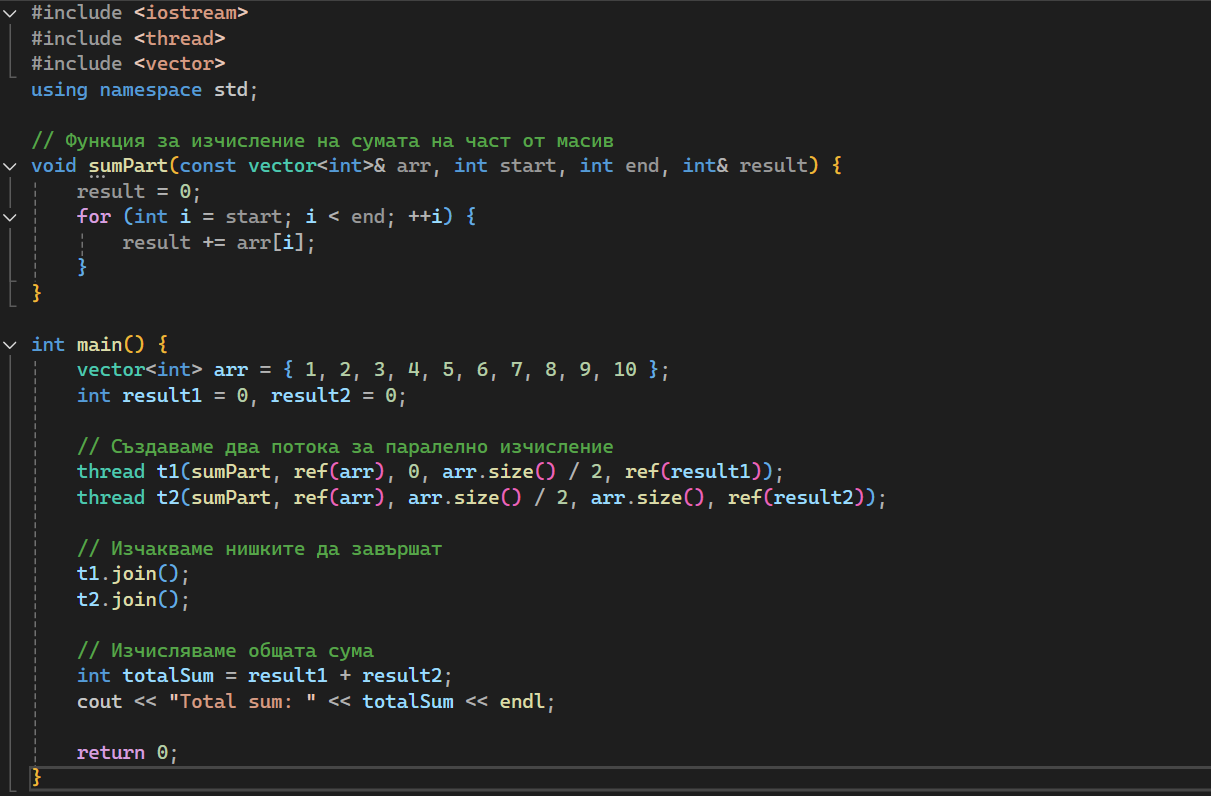 #include <iostream>
#include <thread>
#include <vector>
using namespace std;
// Функция за изчисление на сумата на част от масив
void sumPart(const vector<int>& arr, int start, int end, int& result) {
    result = 0;
    for (int i = start; i < end; ++i) {
        result += arr[i];
    }
}
int main() {
    vector<int> arr = { 1, 2, 3, 4, 5, 6, 7, 8, 9, 10 };
    int result1 = 0, result2 = 0;
    // Създаваме два потока за паралелно изчисление
    thread t1(sumPart, ref(arr), 0, arr.size() / 2, ref(result1));
    thread t2(sumPart, ref(arr), arr.size() / 2, arr.size(), ref(result2));
    // Изчакваме нишките да завършат
    t1.join();
    t2.join();
    // Изчисляваме общата сума
    int totalSum = result1 + result2;
    cout << "Total sum: " << totalSum << endl;
    return 0;
}